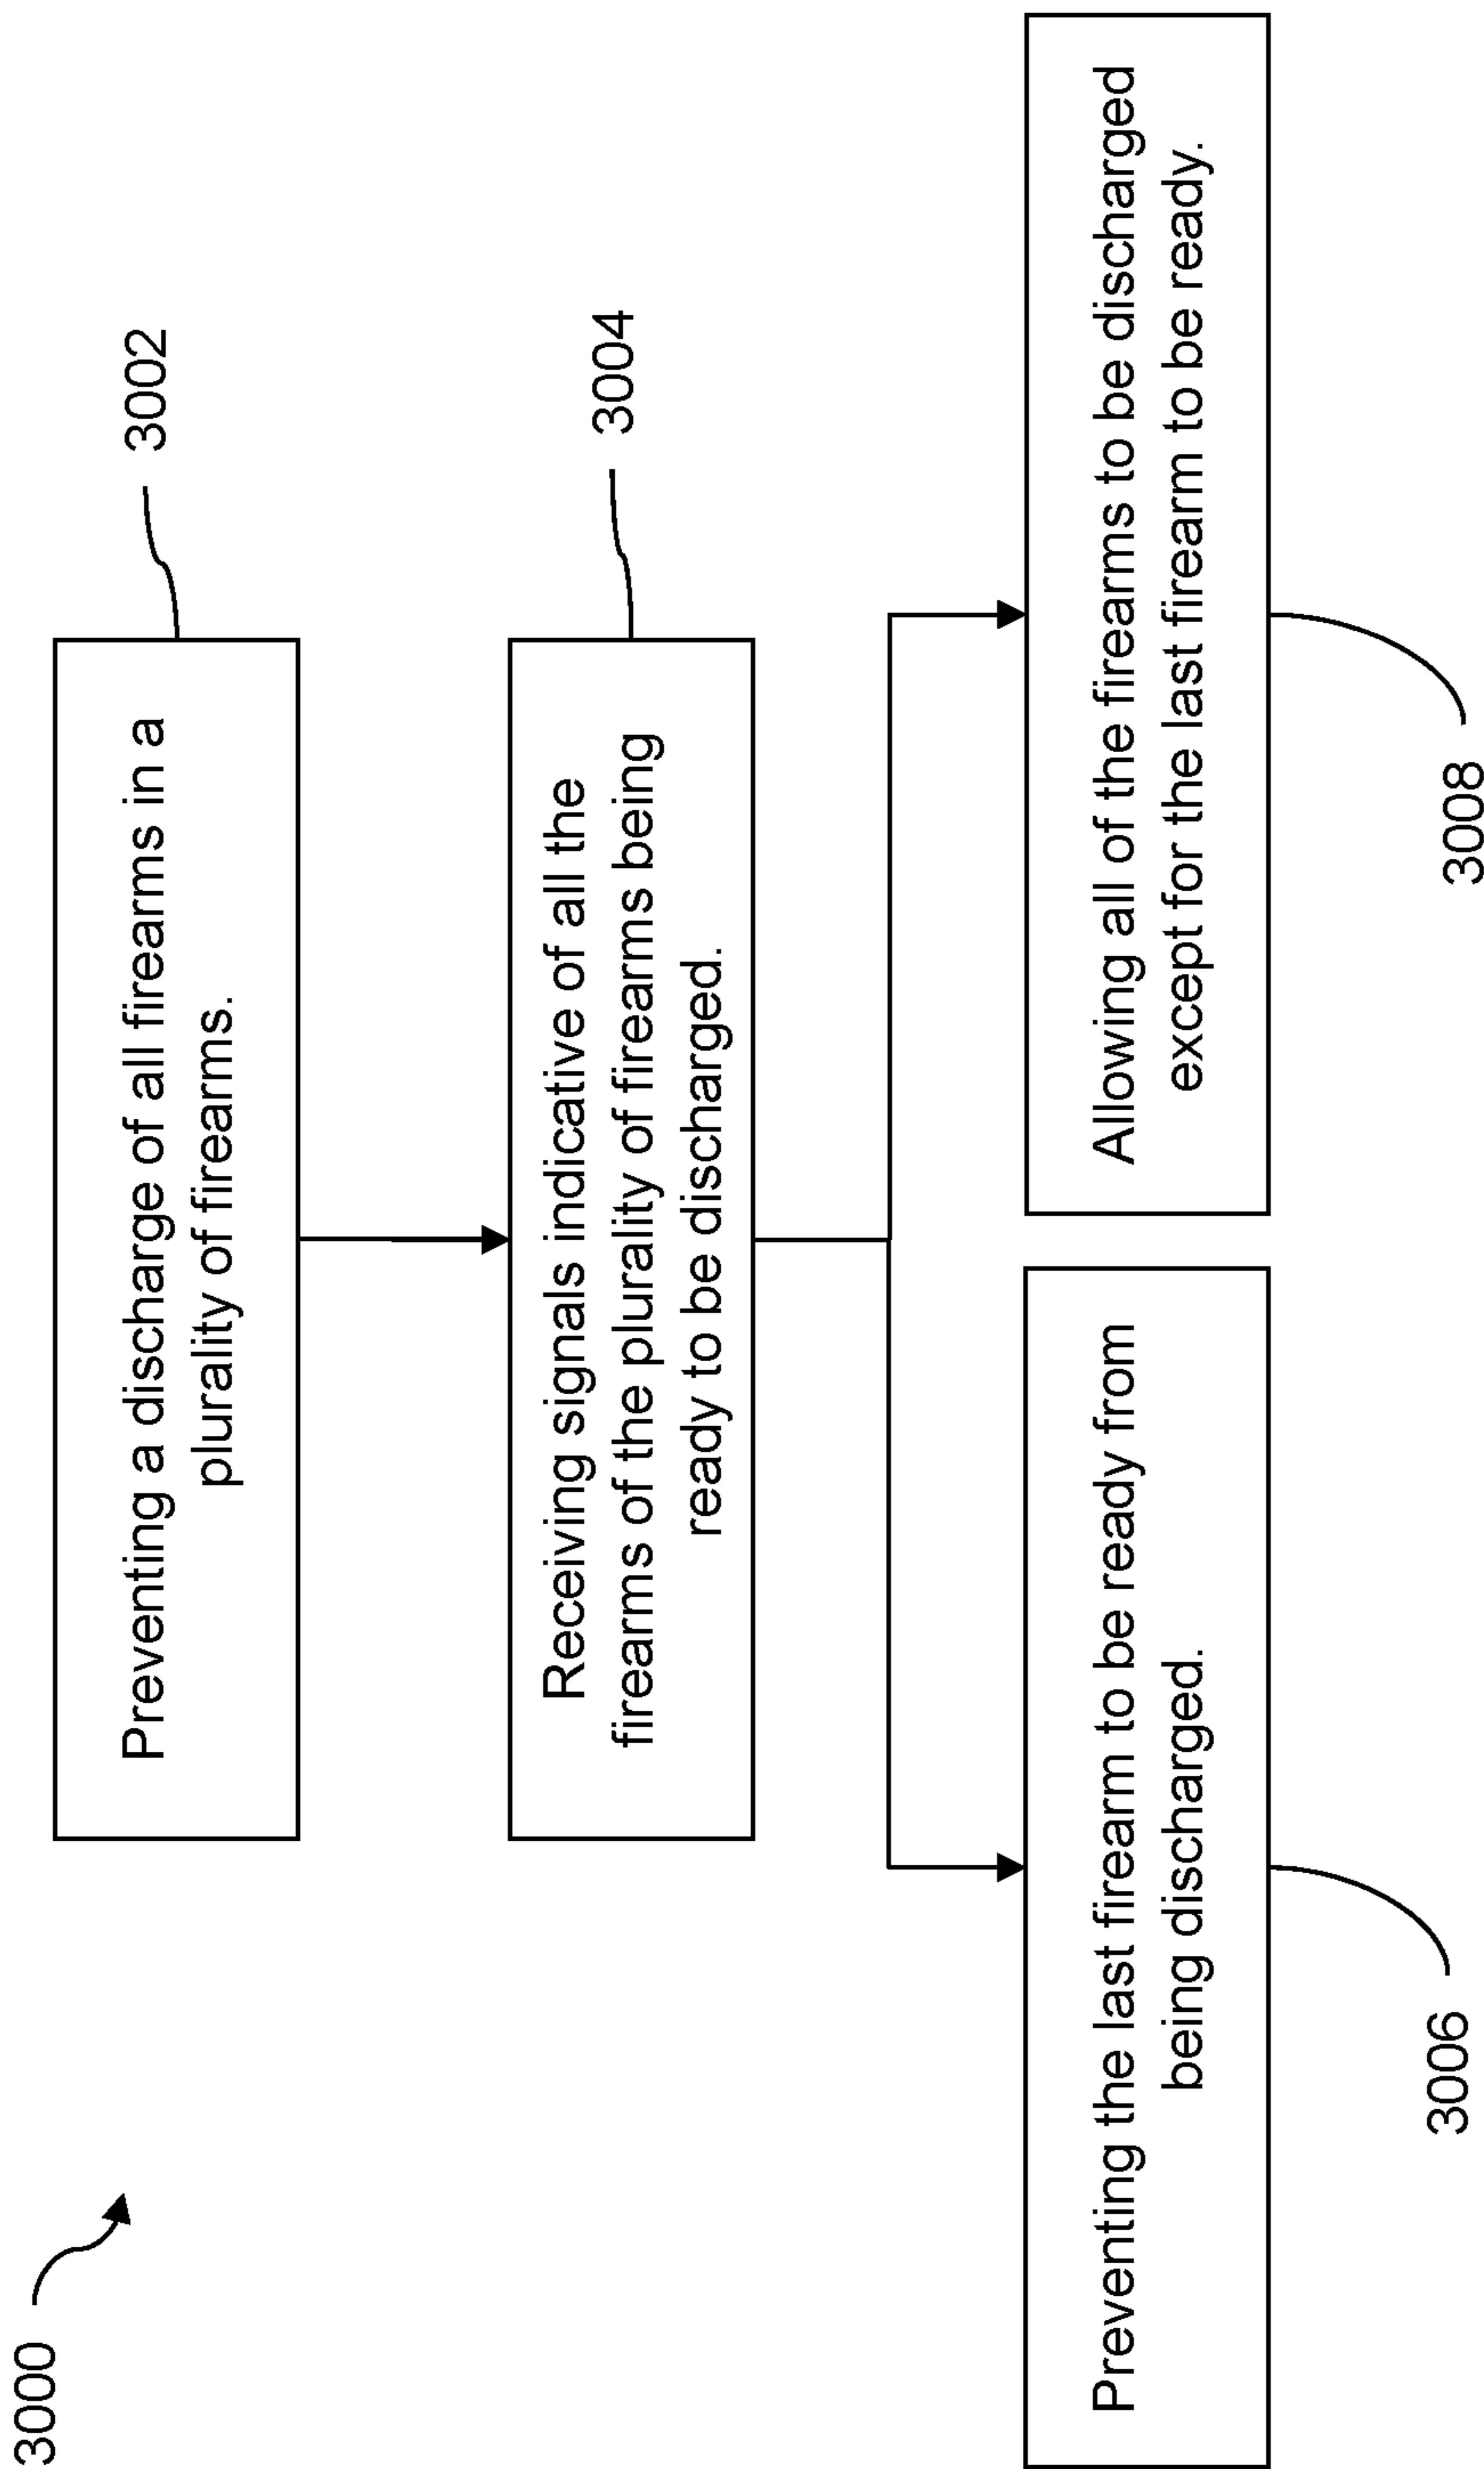 3000
Preventing a discharge of all firearms in a
plurality of firearms.
3002
Receiving signals indicative of all the
firearms of the plurality of firearms being
ready to be discharged.
3004
Preventing the last firearm to be ready from
being discharged.
3006
Allowing all of the firearms to be discharged
except for the last firearm to be ready.
3008